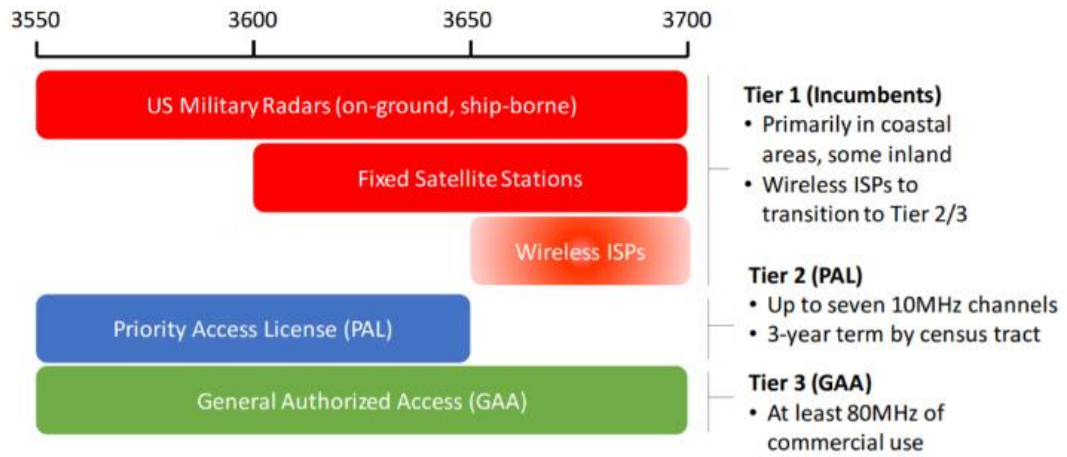 3550 3600 3650 3700
US Military Radars (on-ground, ship-borne)
Fixed Satellite Stations
Wireless ISPs
Priority Access License (PAL)
General Authorized Access (GAA)
Tier 1 (Incumbents)
• Primarily in coastal
areas, some inland
• Wireless ISPs to
transition to Tier 2/3
Tier 2 (PAL)
• Up to seven 10MHz channels
• 3-year term by census tract
Tier 3 (GAA)
• At least 80MHz of
commercial use